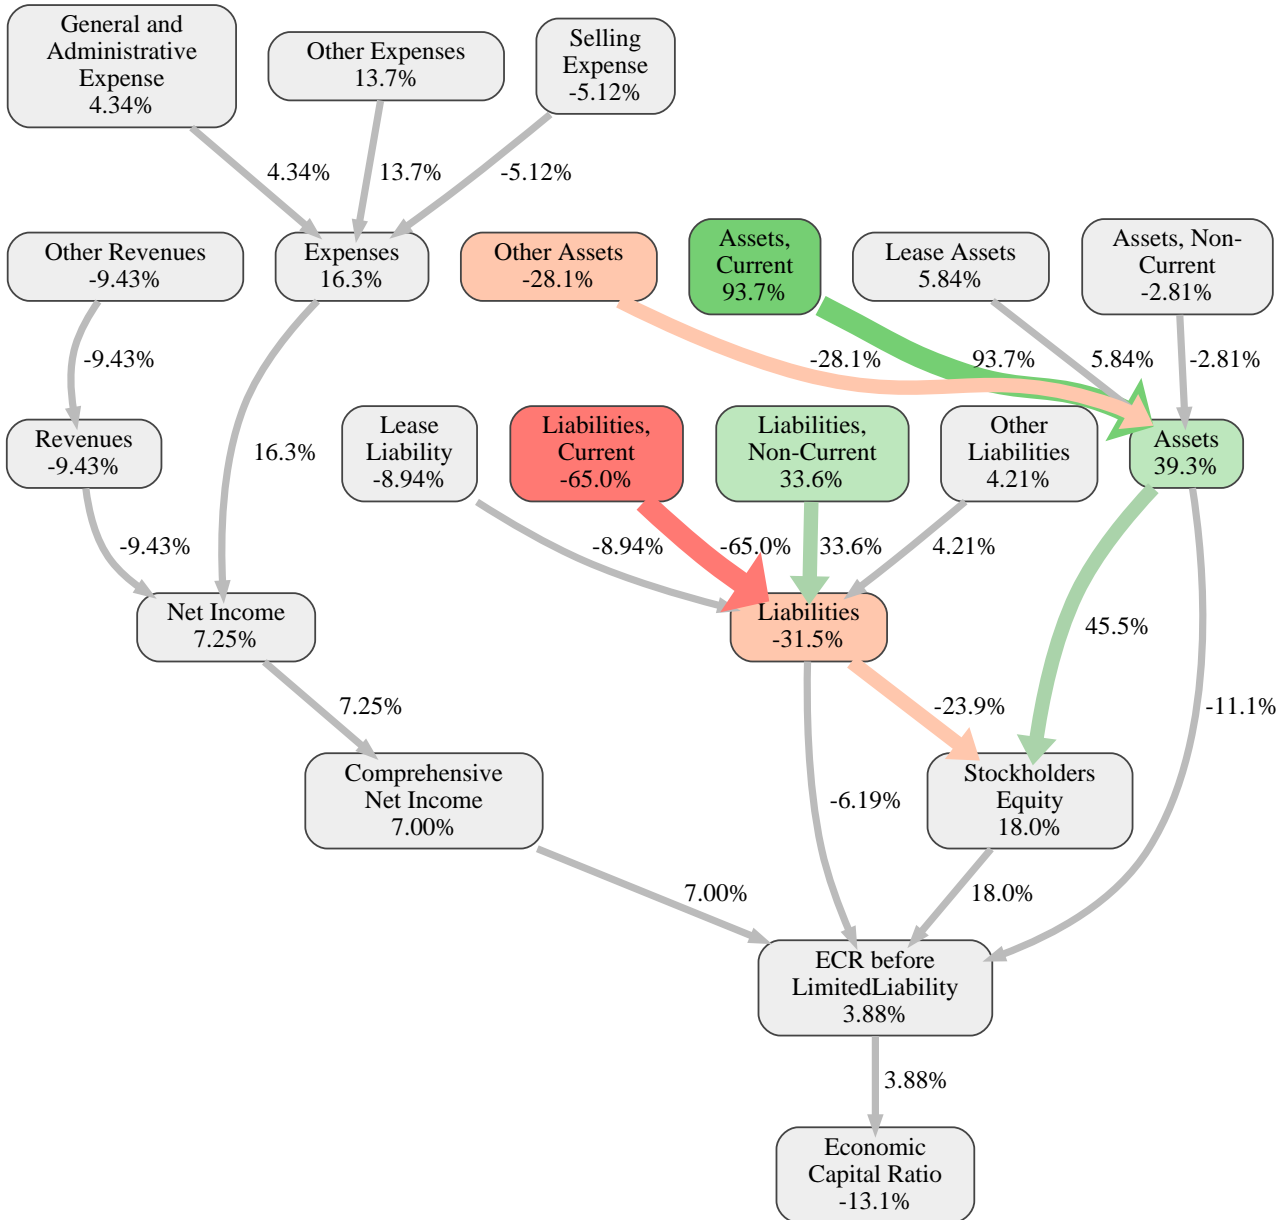 General and
Administrative
Expense
4.34%
Other Expenses
13.7%
Selling
Expense
-5.12%
4.34%
13.7%
-5.12%
Other Revenues
-9.43%
Expenses
16.3%
Other Assets
-28.1%
Assets,
Current
93.7%
Lease Assets
5.84%
Assets, Non-
Current
-2.81%
-9.43%
-28.1%
93.7%
5.84%
-2.81%
Revenues
-9.43%
16.3%
Lease
Liability
-8.94%
Liabilities,
Current
-65.0%
Liabilities,
Non-Current
33.6%
Other
Liabilities
4.21%
Assets
39.3%
-9.43%
-8.94%
-65.0%
33.6%
4.21%
Net Income
7.25%
Liabilities
-31.5%
45.5%
7.25%
-23.9%
-11.1%
Comprehensive
Net Income
7.00%
-6.19%
Stockholders
Equity
18.0%
7.00%
18.0%
ECR before
LimitedLiability
3.88%
3.88%
Economic
Capital Ratio
-13.1%